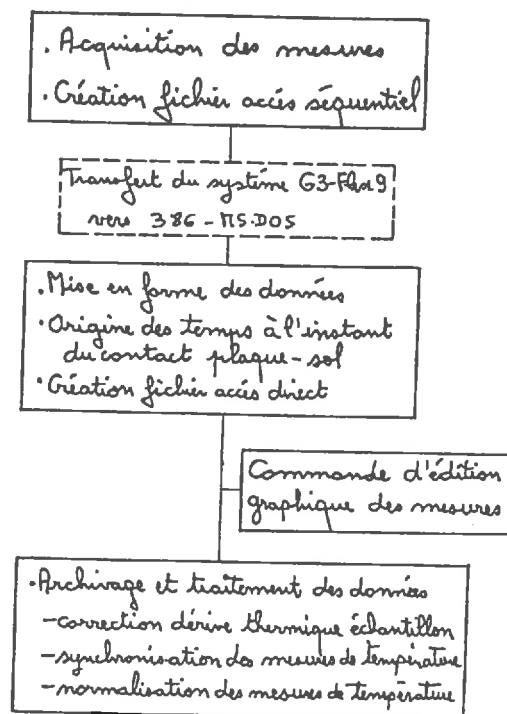 . Acquisition des mesures
. Création fichier accès séquentiel
Transfert du système G3-Flex9
vers 386-MS.DOS
. Mise en forme des données
. Origine des temps à l'instant
du contact plaque-sol
. Création fichier accès direct
Commande d'édition
graphique des mesures
. Archivage et traitement des données
-correction dérive thermique échantillon
-synchronisation des mesures de température
-normalisation des mesures de température